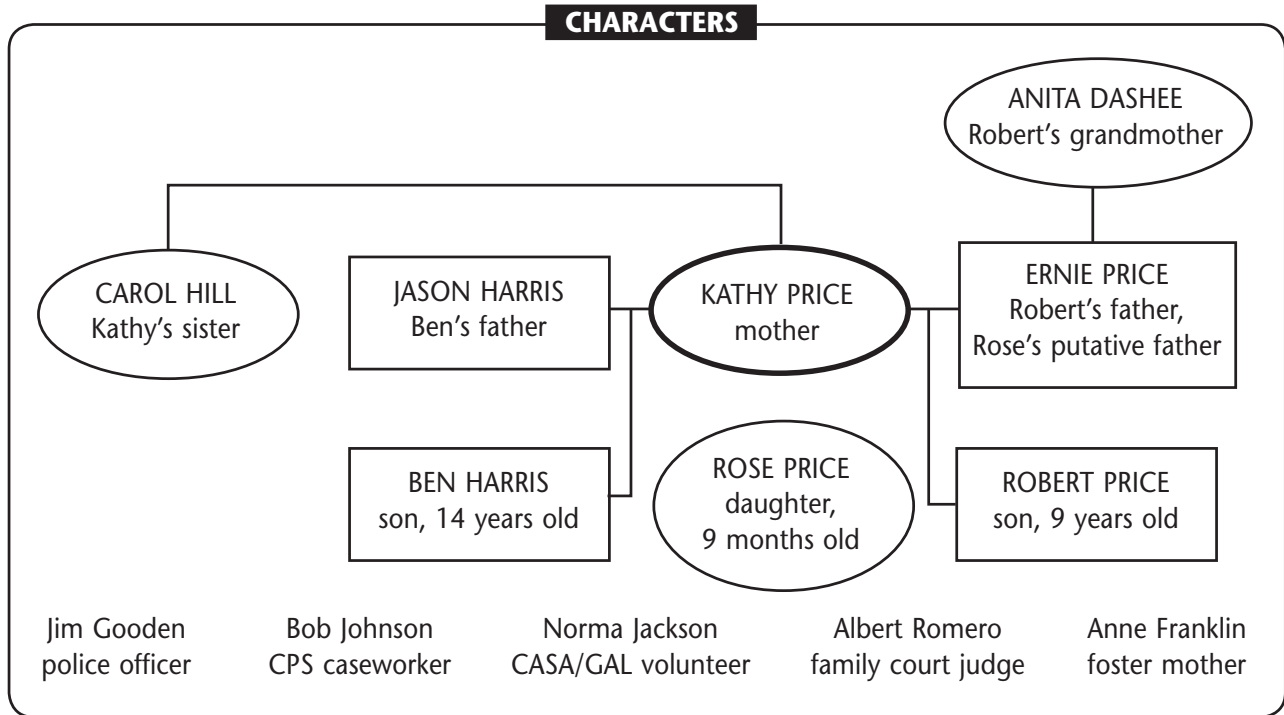 CHARACTERS
ANITA DASHEE
Robert's grandmother
CAROL HILL
Kathy's sister
JASON HARRIS
Ben's father
KATHY PRICE
mother
ERNIE PRICE
Robert's father,
Rose's putative father
BEN HARRIS
son, 14 years old
ROSE PRICE
daughter,
9 months old
ROBERT PRICE
son, 9 years old
Jim Gooden
police officer
Bob Johnson
CPS caseworker
Norma Jackson
CASA/GAL volunteer
Albert Romero
family court judge
Anne Franklin
foster mother